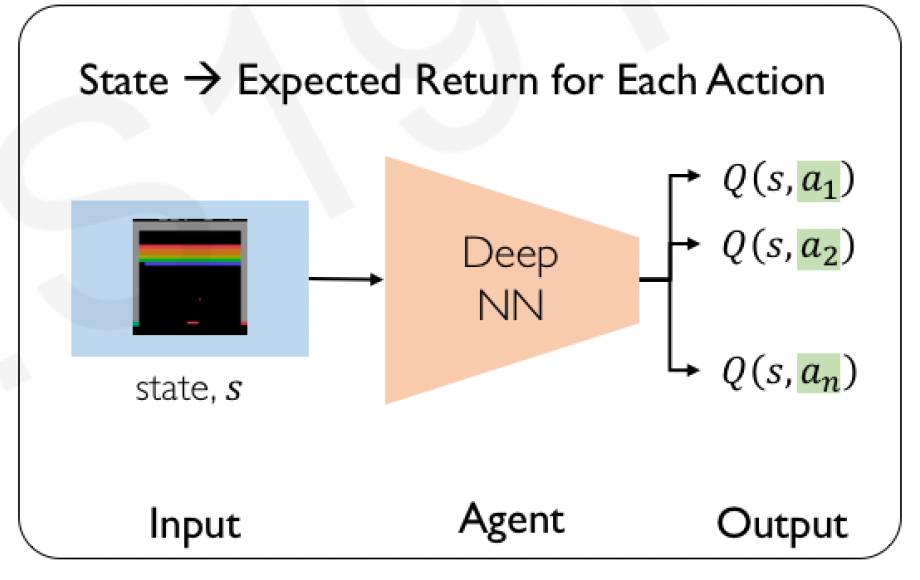 State → Expected Return for Each Action
Deep
NN
Q(s, a₁)
Q(s, a₂)
Q(s, aₙ)
state, s
Input
Agent
Output